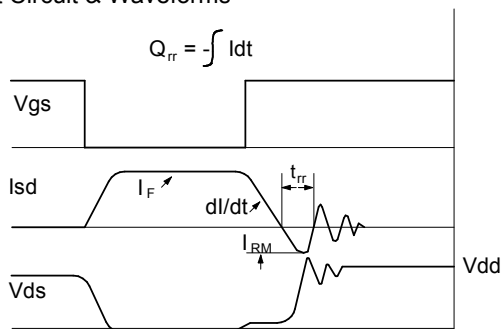 Circuit & Waveforms
Qrr = -∫ Idt
Vgs
Isd
IF
dI/dt
trr
IRM
Vds
Vdd